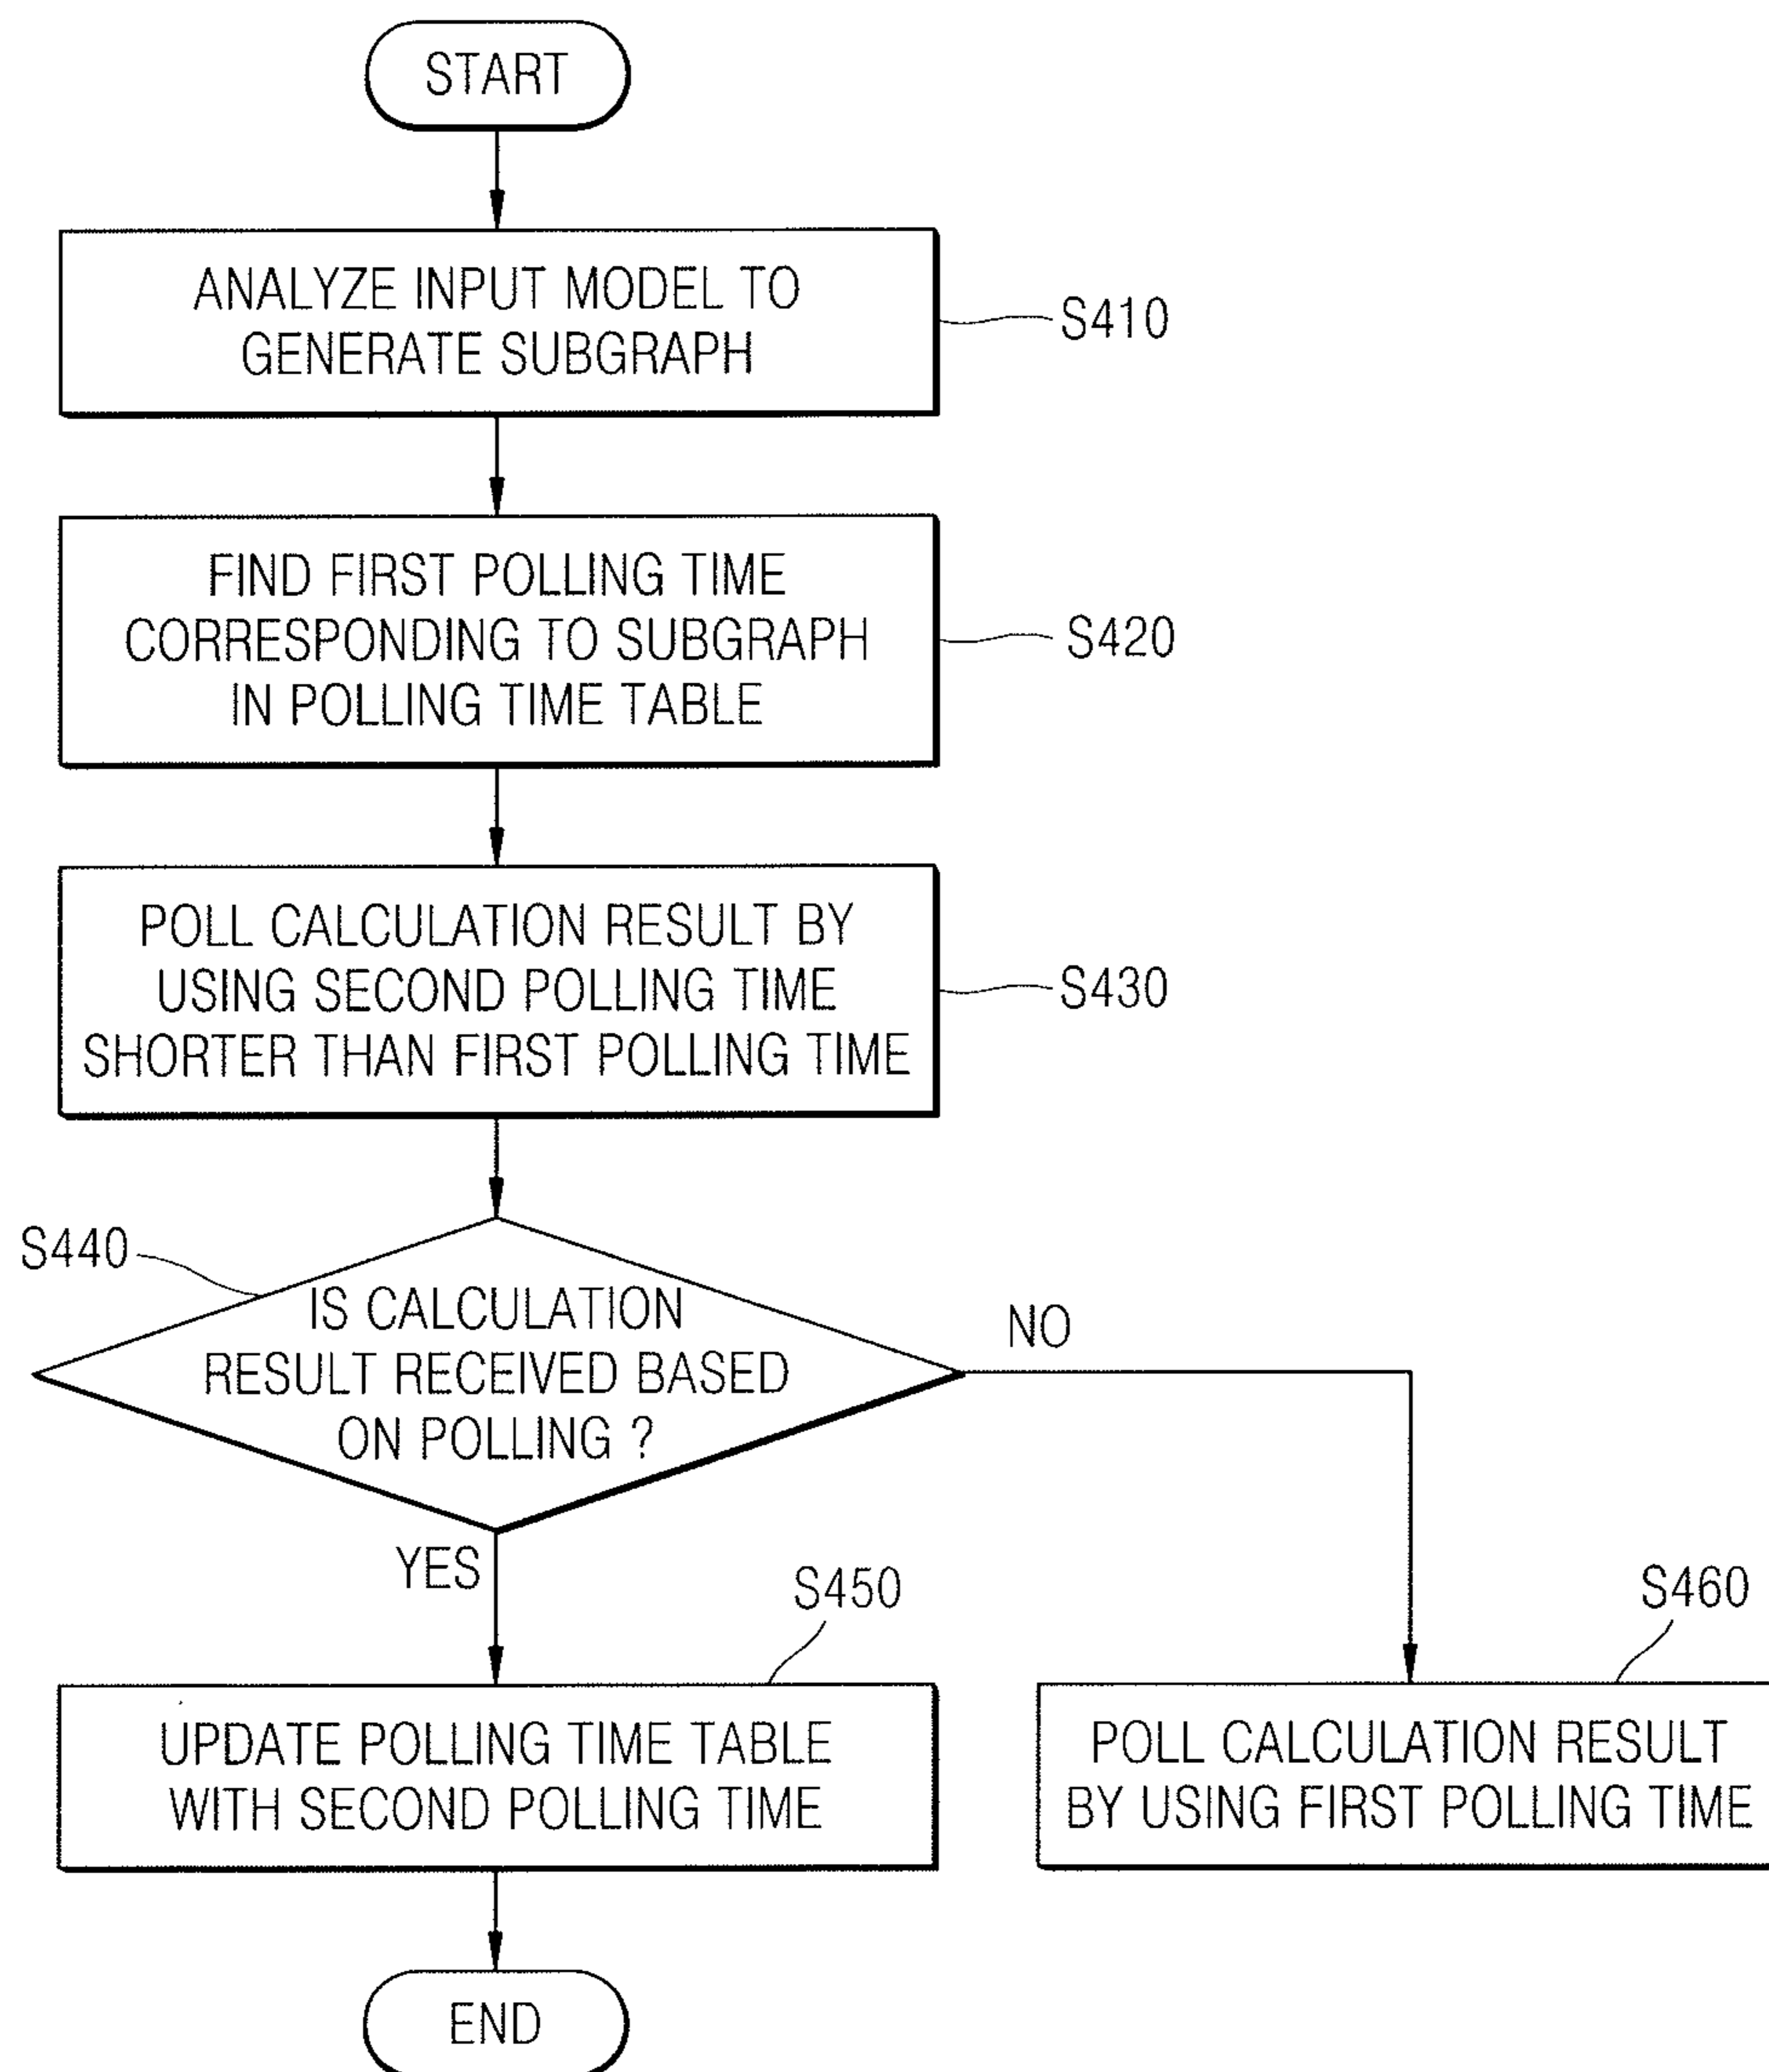 START
ANALYZE INPUT MODEL TO
GENERATE SUBGRAPH
S410
FIND FIRST POLLING TIME
CORRESPONDING TO SUBGRAPH
IN POLLING TIME TABLE
S420
POLL CALCULATION RESULT BY
USING SECOND POLLING TIME
SHORTER THAN FIRST POLLING TIME
S430
S440
IS CALCULATION
RESULT RECEIVED BASED
ON POLLING ?
NO
YES
S450
UPDATE POLLING TIME TABLE
WITH SECOND POLLING TIME
S460
POLL CALCULATION RESULT
BY USING FIRST POLLING TIME
END